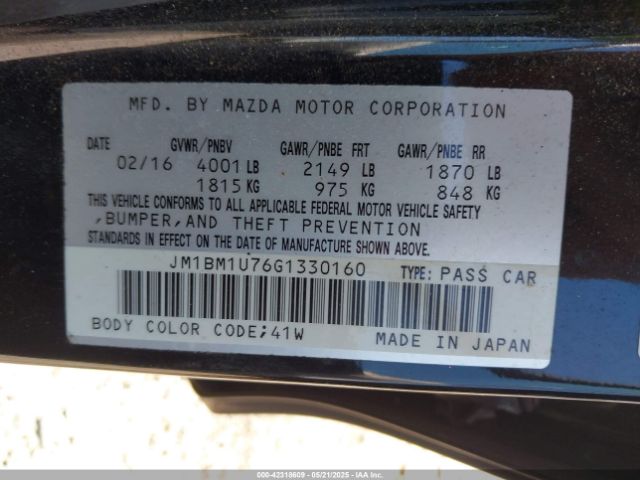 MFD. BY MAZDA MOTOR CORPORATION
DATE GVWR/PNBV GAWR/PNBE FRT GAWR/PNBE RR
02/16 4001 LB 2149 LB 1870 LB
1815 KG 975 KG 848 KG
THIS VEHICLE CONFORMS TO ALL APPLICABLE FEDERAL MOTOR VEHICLE SAFETY
,BUMPER,AND THEFT PREVENTION
STANDARDS IN EFFECT ON THE DATE OF MANUFACTURE SHOWN ABOVE.
JM1BM1U76G1330160 TYPE: PASS CAR
BODY COLOR CODE;41W MADE IN JAPAN
000-42318609 - 05/21/2025 - IAAI Copart